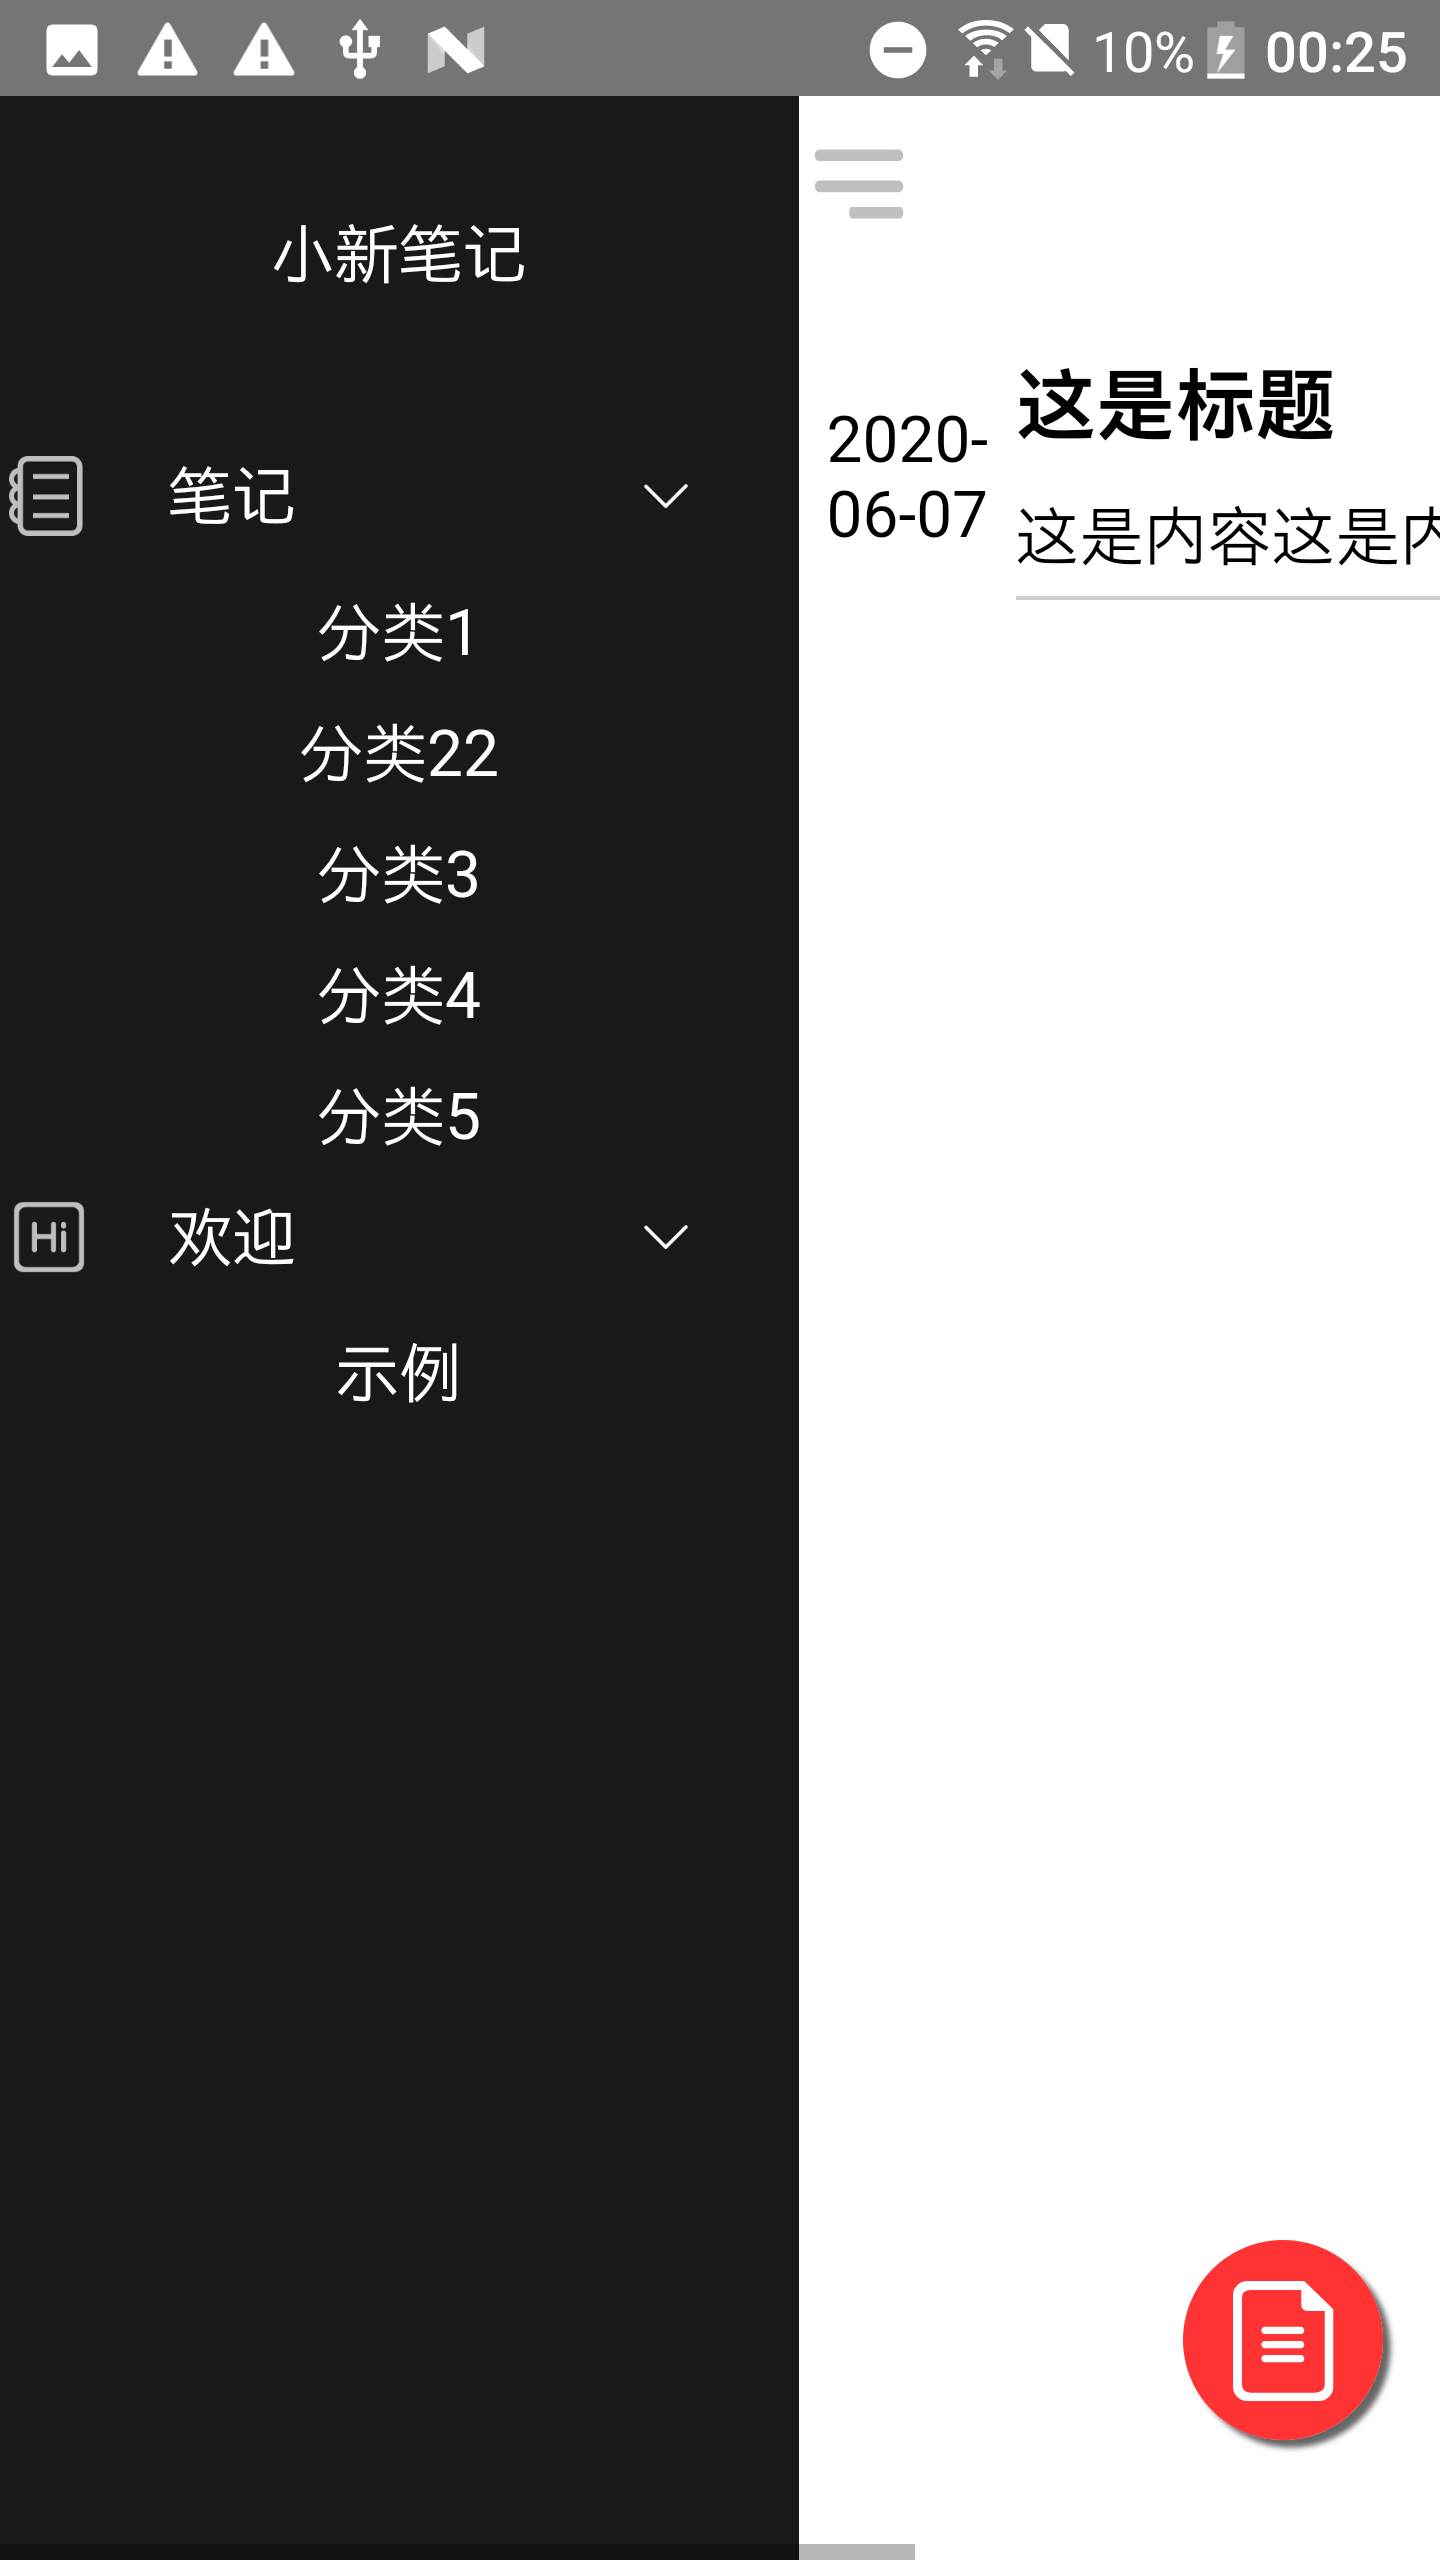 10% 00:25
小新笔记
笔记
分类1
分类22
分类3
分类4
分类5
Hi 欢迎
示例
2020-
06-07
这是标题
这是内容这是内